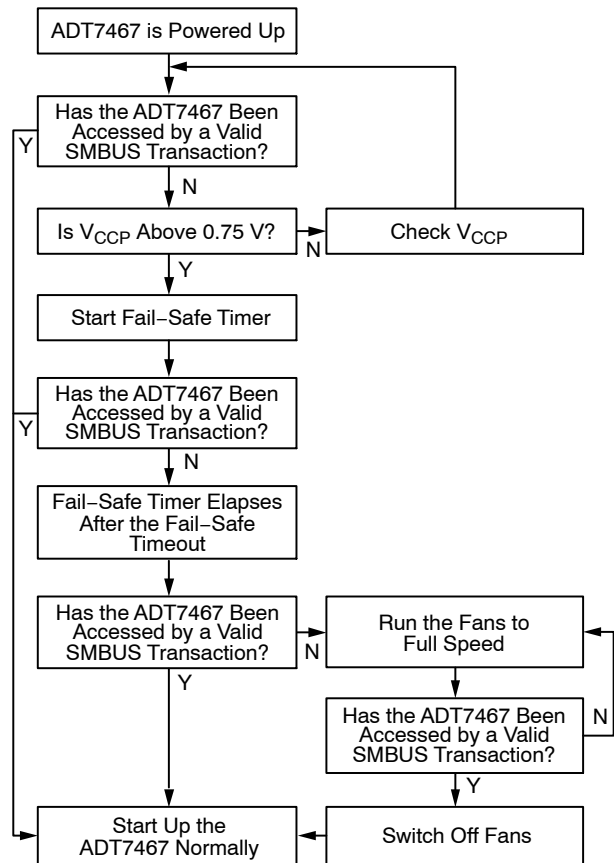 ADT7467 is Powered Up
Has the ADT7467 Been
Accessed by a Valid
SMBUS Transaction?
Y
N
Is VCCP Above 0.75 V?
N
Check VCCP
Y
Start Fail−Safe Timer
Has the ADT7467 Been
Accessed by a Valid
SMBUS Transaction?
Y
N
Fail−Safe Timer Elapses
After the Fail−Safe
Timeout
Has the ADT7467 Been
Accessed by a Valid
SMBUS Transaction?
N
Y
Run the Fans to
Full Speed
Has the ADT7467 Been
Accessed by a Valid
SMBUS Transaction?
N
Y
Start Up the
ADT7467 Normally
Switch Off Fans